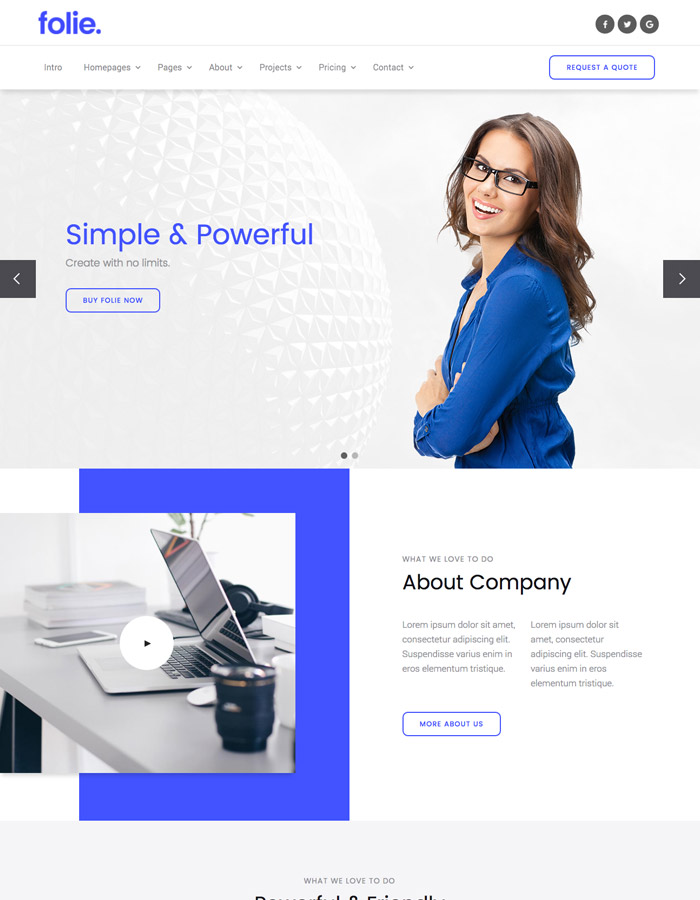 folie.
Intro Homepages Pages About Projects Pricing Contact
REQUEST A QUOTE
Simple & Powerful
Create with no limits.
BUY FOLIE NOW
WHAT WE LOVE TO DO
About Company
Lorem ipsum dolor sit amet,
consectetur adipiscing elit.
Suspendisse varius enim in
eros elementum tristique.
Lorem ipsum dolor sit
amet, consectetur
adipiscing elit. Suspendisse
varius enim in eros
elementum tristique.
MORE ABOUT US
WHAT WE LOVE TO DO
Powerful & Friendly